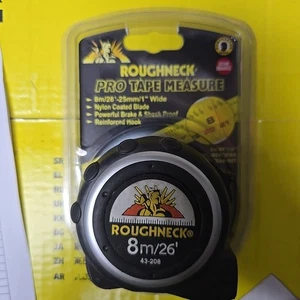 ROUGHNECK
PRO TAPE MEASURE
8m/26'-25mm/1" Wide
Nylon Coated Blade
Powerful Brake & Shock Proof
Reinforced Hook
ROUGHNECK®
8m/26'
43-208
AR